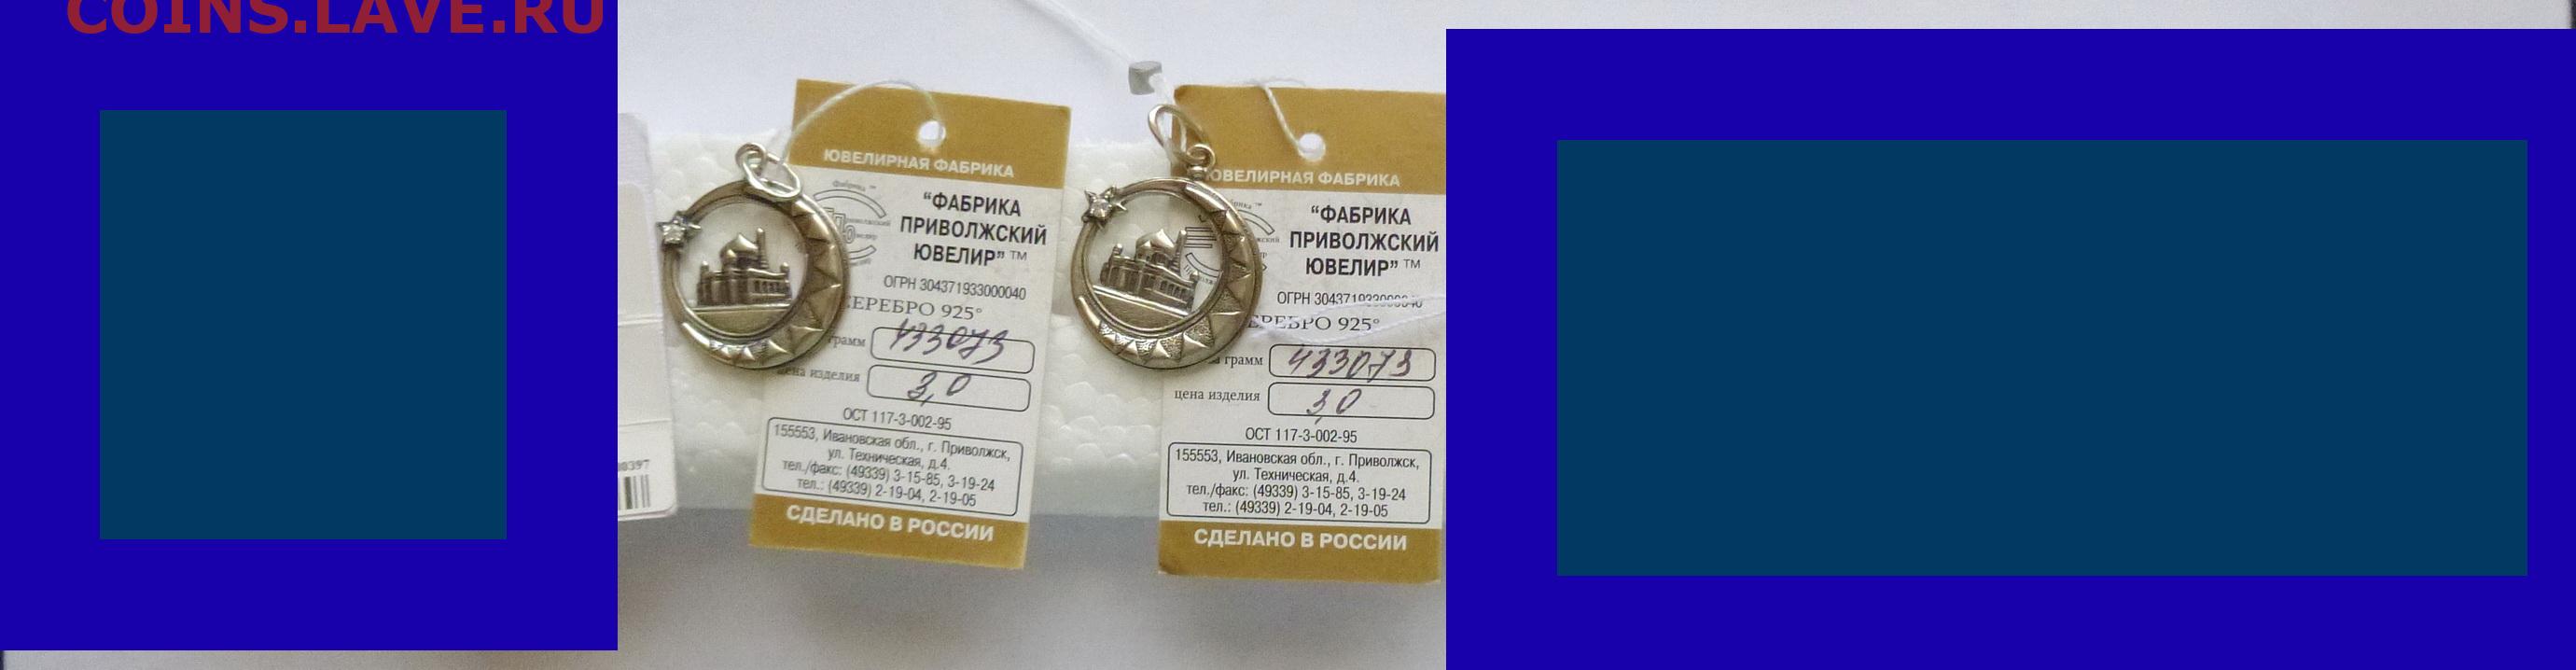 COINS.LAVE.RU
ЮВЕЛИРНАЯ ФАБРИКА
“ФАБРИКА
ПРИВОЛЖСКИЙ
ЮВЕЛИР” ™
ОГРН 304371933000040
СЕРЕБРО 925°
грамм 433073
цена изделия 3,0
ОСТ 117-3-002-95
155553, Ивановская обл., г. Приволжск,
ул. Техническая, д.4.
тел./факс: (49339) 3-15-85, 3-19-24
тел.: (49339) 2-19-04, 2-19-05
СДЕЛАНО В РОССИИ
ЮВЕЛИРНАЯ ФАБРИКА
“ФАБРИКА
ПРИВОЛЖСКИЙ
ЮВЕЛИР” ™
ОГРН 304371933000040
ЕРЕБРО 925°
грамм 433073
цена изделия 3,0
ОСТ 117-3-002-95
155553, Ивановская обл., г. Приволжск,
ул. Техническая, д.4.
тел./факс: (49339) 3-15-85, 3-19-24
тел.: (49339) 2-19-04, 2-19-05
СДЕЛАНО В РОССИИ